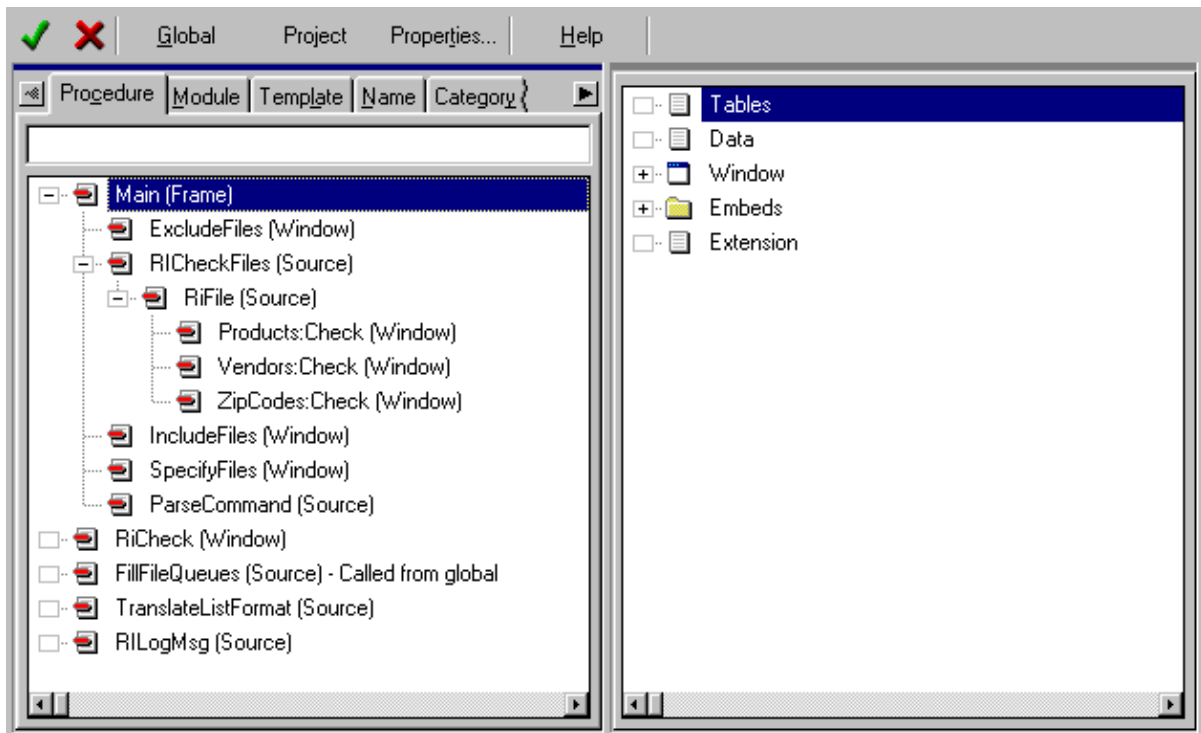 Global Project Properties... Help
Procedure Module Template Name Category
Main (Frame)
ExcludeFiles (Window)
RICheckFiles (Source)
RiFile (Source)
Products:Check (Window)
Vendors:Check (Window)
ZipCodes:Check (Window)
IncludeFiles (Window)
SpecifyFiles (Window)
ParseCommand (Source)
RiCheck (Window)
FillFileQueues (Source) - Called from global
TranslateListFormat (Source)
RILogMsg (Source)
Tables
Data
Window
Embeds
Extension